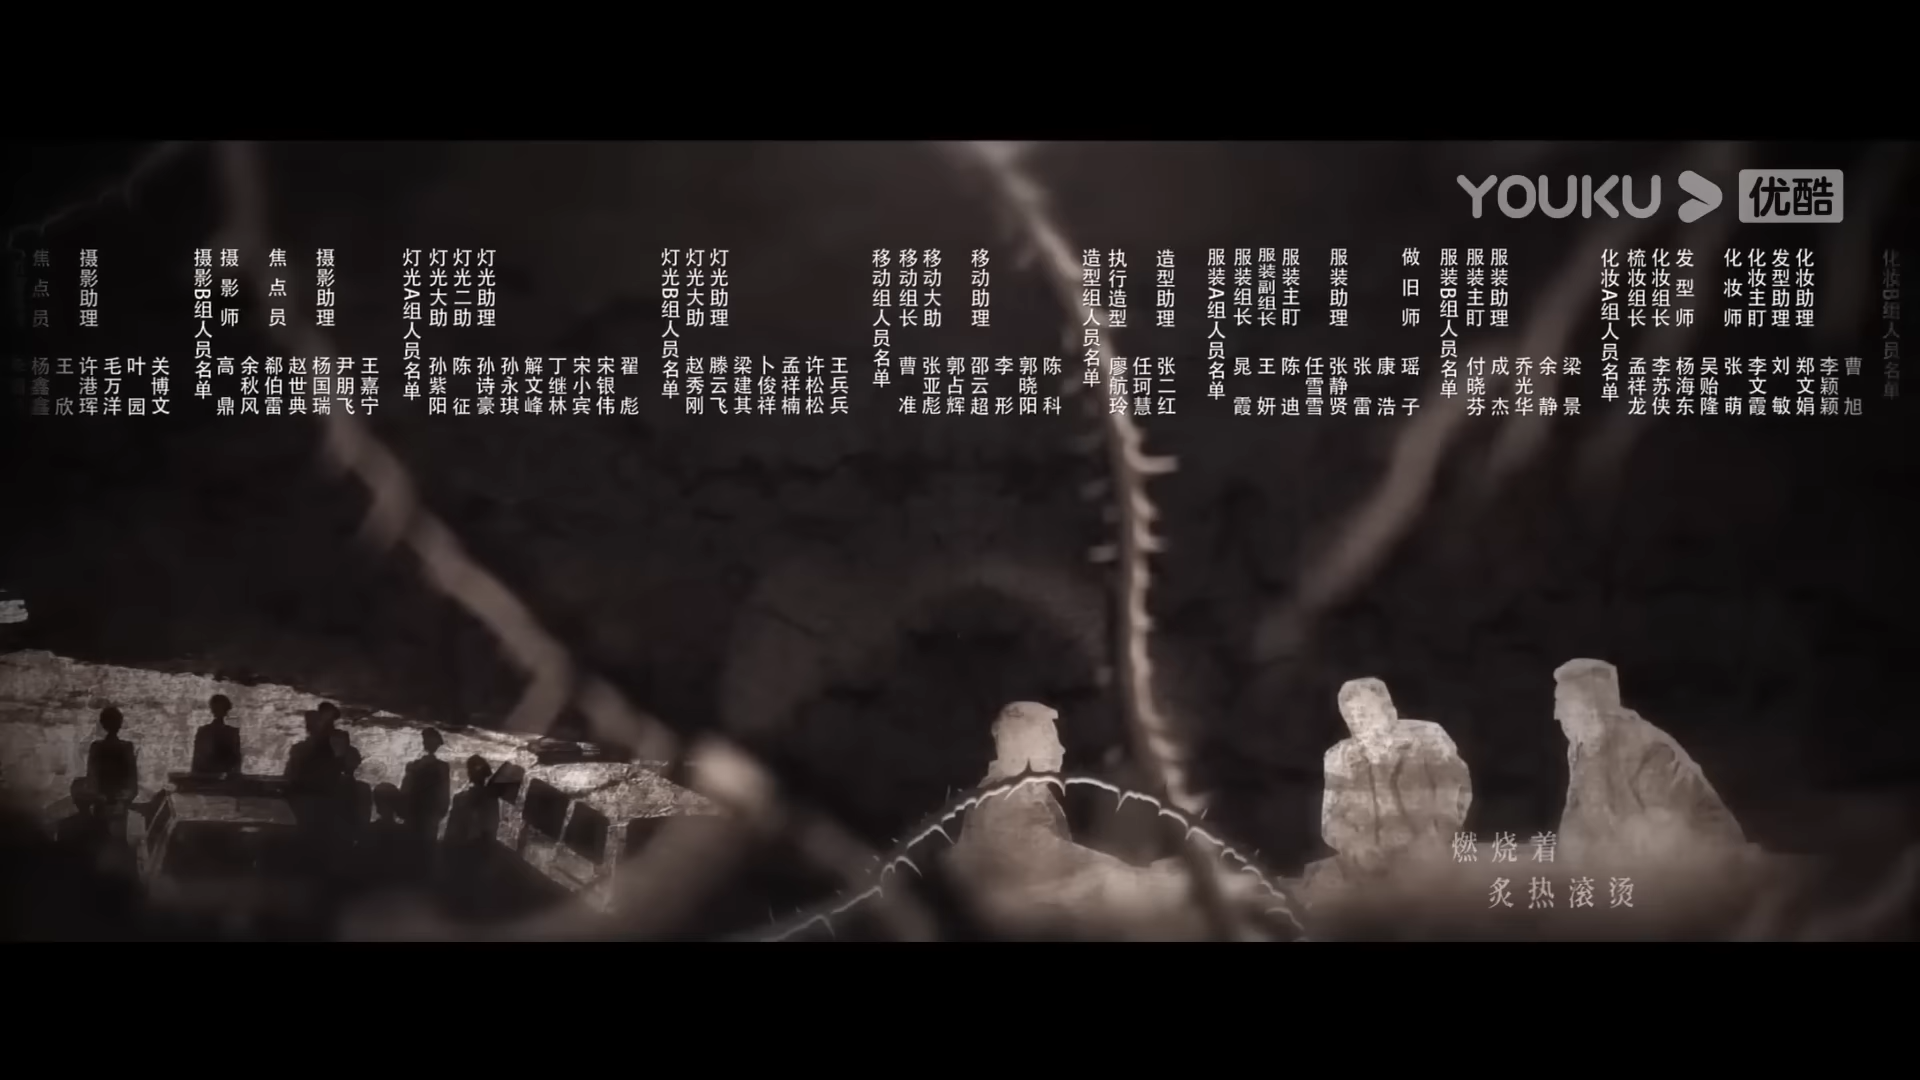 YOUKU 优酷
焦点员
杨鑫鑫
王欣
摄影助理
许港珲
毛万洋
叶园
关博文
摄影B组人员名单
摄影师
高鼎
余秋风
焦点员
郗伯雷
赵世典
摄影助理
杨国瑞
尹朋飞
王嘉宁
灯光A组人员名单
灯光大助
孙紫阳
灯光二助
陈征
灯光助理
孙诗豪
孙永琪
解文峰
丁继林
宋小宾
宋银伟
翟彪
灯光B组人员名单
灯光大助
赵秀刚
灯光助理
滕云飞
梁建其
卜俊祥
孟祥楠
许松松
王兵兵
移动组人员名单
移动组长
曹准
移动大助
张亚彪
郭占辉
移动助理
邵云超
李形
郭晓阳
陈科
造型组人员名单
执行造型
廖航玲
任珂慧
造型助理
张二红
服装A组人员名单
服装组长
晁霞
服装副组长
王妍
服装主盯
陈迪
任雪雪
服装助理
张静贤
张雷
康浩
做旧师
瑶子
服装B组人员名单
服装主盯
付晓芬
服装助理
成杰
乔光华
余静
梁景
化妆A组人员名单
梳妆组长
孟祥龙
化妆组长
李苏侠
发型师
杨海东
吴贻隆
化妆师
张萌
化妆主盯
李文霞
发型助理
刘敏
化妆助理
郑文娟
李颖颖
曹旭
化妆B组人员名单
燃烧着
炙热滚烫